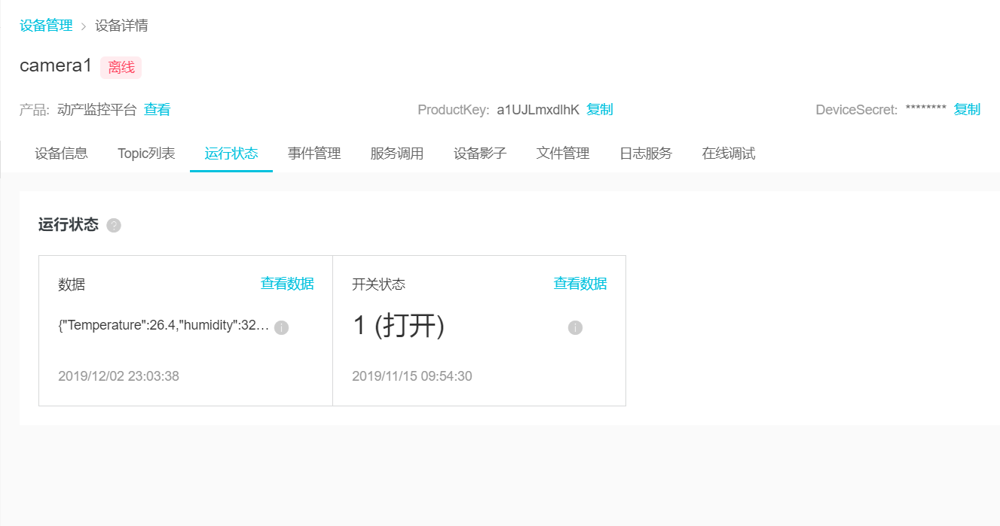 设备管理 > 设备详情
camera1 离线
产品: 动产监控平台 查看 ProductKey: a1UJLmxdlhK 复制 DeviceSecret: ******** 复制
设备信息 Topic列表 运行状态 事件管理 服务调用 设备影子 文件管理 日志服务 在线调试
运行状态 ?
数据 查看数据 开关状态 查看数据
{"Temperature":26.4,"humidity":32... 1 (打开)
2019/12/02 23:03:38 2019/11/15 09:54:30